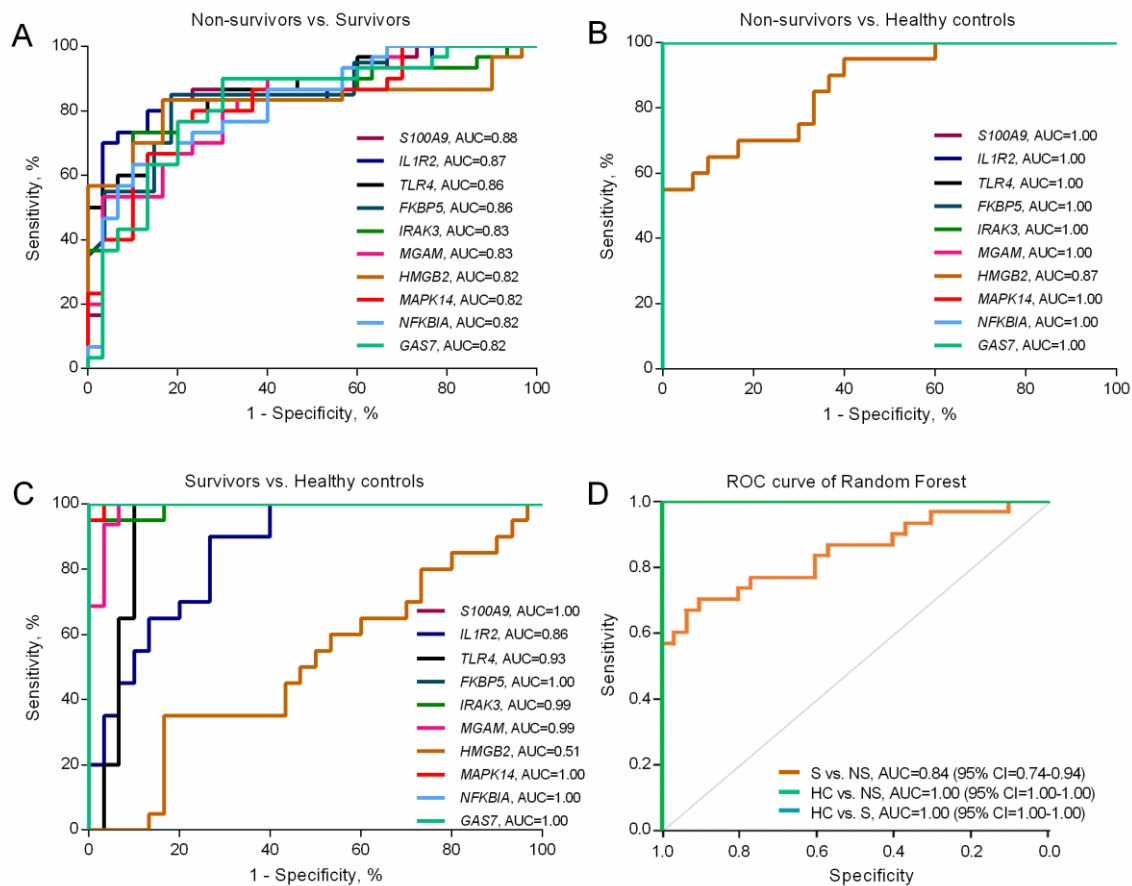 A
Non-survivors vs. Survivors
100
80
60
40
20
0
Sensitivity, %
S100A9, AUC=0.88
IL1R2, AUC=0.87
TLR4, AUC=0.86
FKBP5, AUC=0.86
IRAK3, AUC=0.83
MGAM, AUC=0.83
HMGB2, AUC=0.82
MAPK14, AUC=0.82
NFKBIA, AUC=0.82
GAS7, AUC=0.82
0 20 40 60 80 100
1 - Specificity, %
B
Non-survivors vs. Healthy controls
100
80
60
40
20
0
Sensitivity, %
S100A9, AUC=1.00
IL1R2, AUC=1.00
TLR4, AUC=1.00
FKBP5, AUC=1.00
IRAK3, AUC=1.00
MGAM, AUC=1.00
HMGB2, AUC=0.87
MAPK14, AUC=1.00
NFKBIA, AUC=1.00
GAS7, AUC=1.00
0 20 40 60 80 100
1 - Specificity, %
C
Survivors vs. Healthy controls
100
80
60
40
20
0
Sensitivity, %
S100A9, AUC=1.00
IL1R2, AUC=0.86
TLR4, AUC=0.93
FKBP5, AUC=1.00
IRAK3, AUC=0.99
MGAM, AUC=0.99
HMGB2, AUC=0.51
MAPK14, AUC=1.00
NFKBIA, AUC=1.00
GAS7, AUC=1.00
0 20 40 60 80 100
1 - Specificity, %
D
ROC curve of Random Forest
1.0
0.8
0.6
0.4
0.2
0.0
Sensitivity
S vs. NS, AUC=0.84 (95% CI=0.74-0.94)
HC vs. NS, AUC=1.00 (95% CI=1.00-1.00)
HC vs. S, AUC=1.00 (95% CI=1.00-1.00)
1.0 0.8 0.6 0.4 0.2 0.0
Specificity